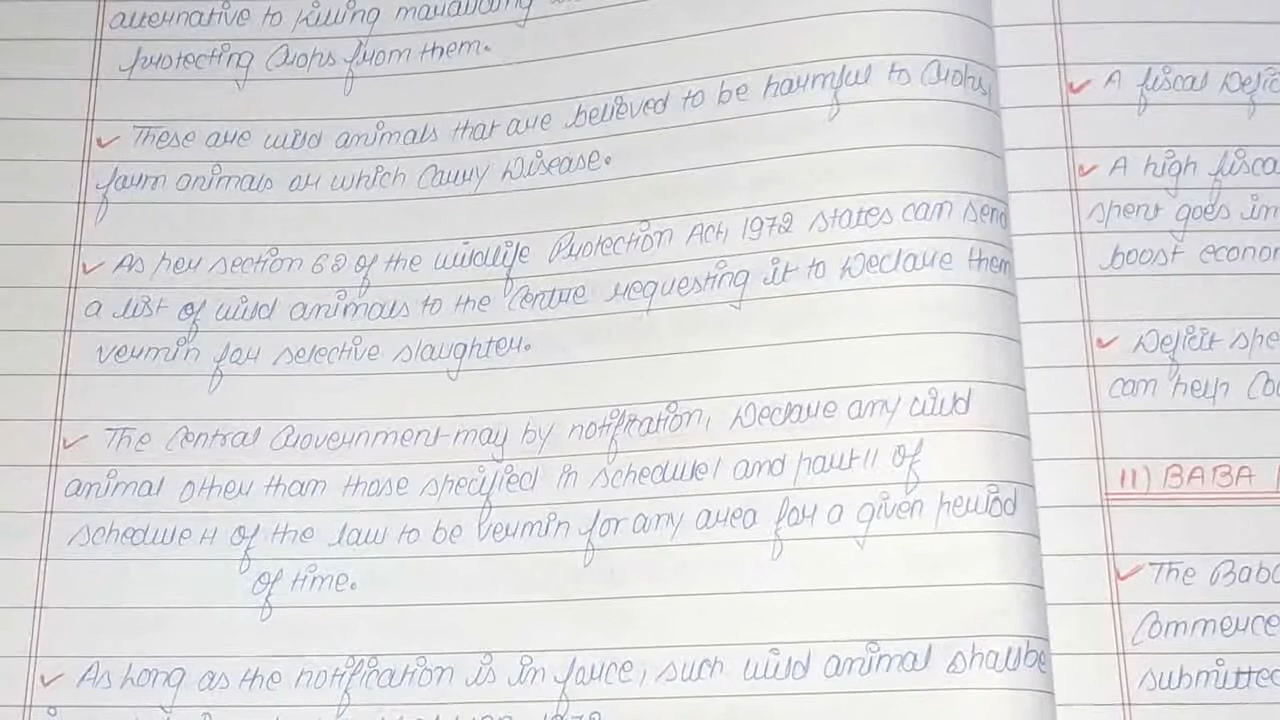 alternative to killing marauding
protecting Crops from them.
✓ These are wild animals that are believed to be harmful to Crops,
farm animals or which Carry Disease.
✓ As per section 62 of the wildlife Protection Act, 1972 states can send
a list of wild animals to the Centre requesting it to Declare them
vermin for selective slaughter.
✓ The Central Government may by notification, Declare any wild
animal other than those specified in Schedule I and part II of
schedule II of the law to be vermin for any area for a given period
of time.
✓ As long as the notification is in force, such wild animal shall be
1972
✓ A fiscal Defic
✓ A high fisca
spent goes in
boost econom
✓ Deficit spe
can help Co
11) BABA
✓ The Baba
Commerce
submitted